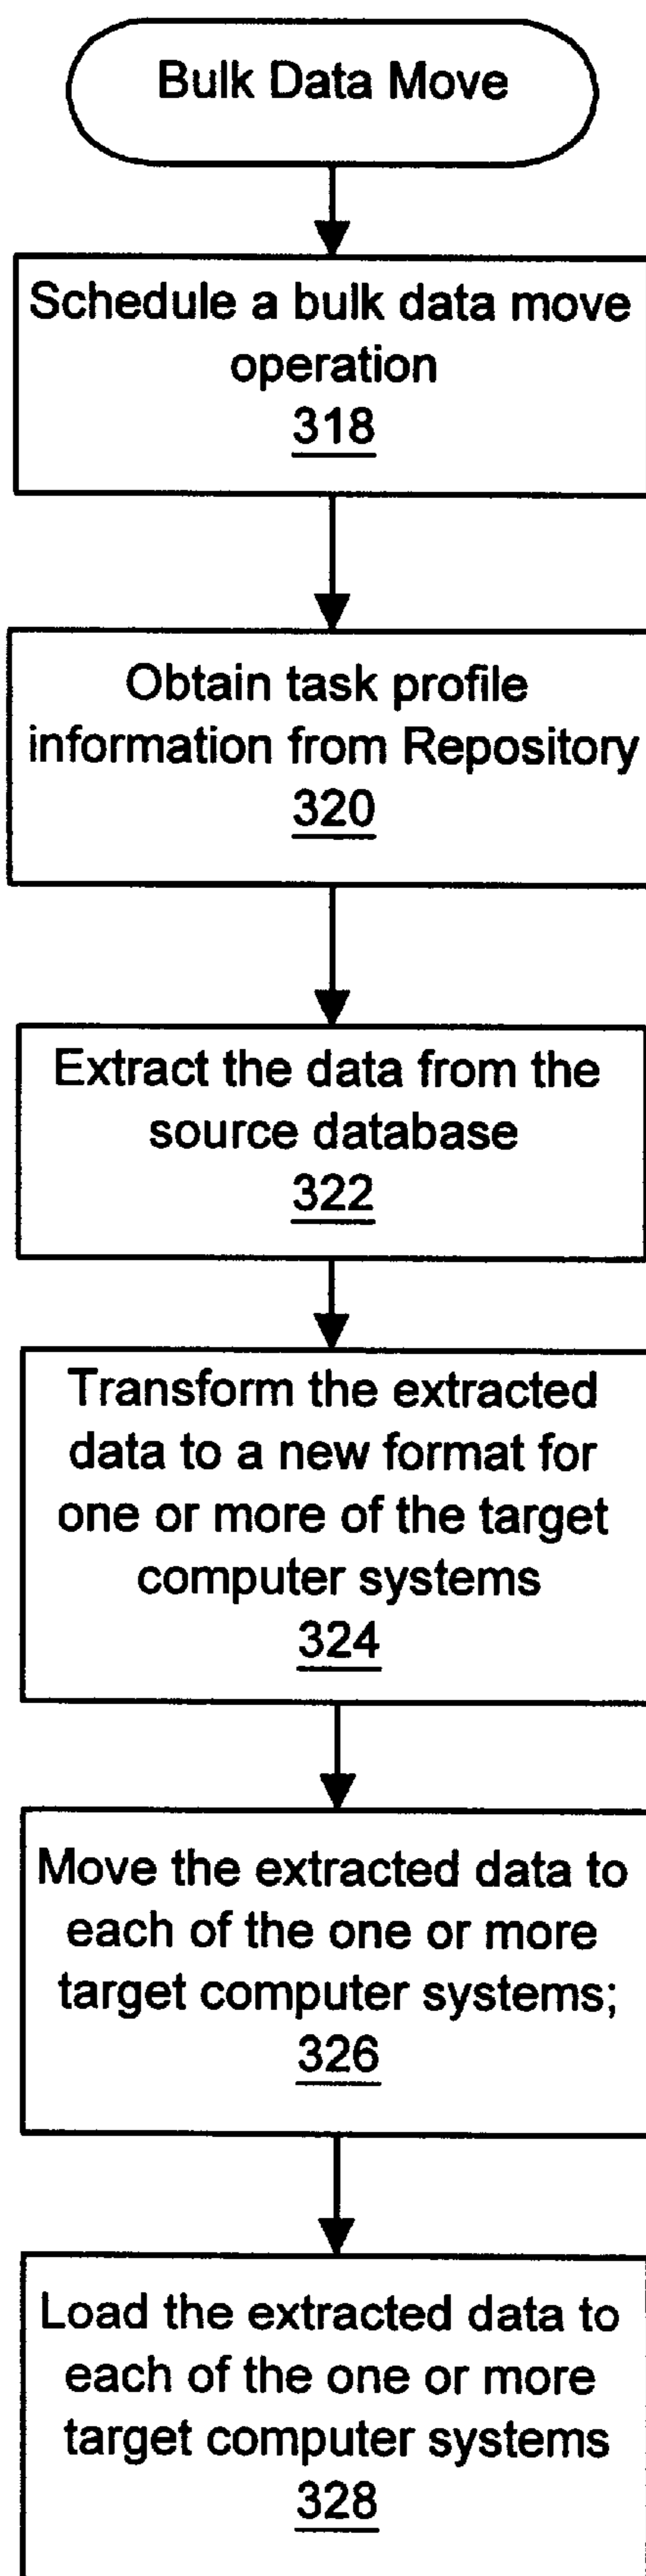 Bulk Data Move
Schedule a bulk data move
operation
318
Obtain task profile
information from Repository
320
Extract the data from the
source database
322
Transform the extracted
data to a new format for
one or more of the target
computer systems
324
Move the extracted data to
each of the one or more
target computer systems;
326
Load the extracted data to
each of the one or more
target computer systems
328